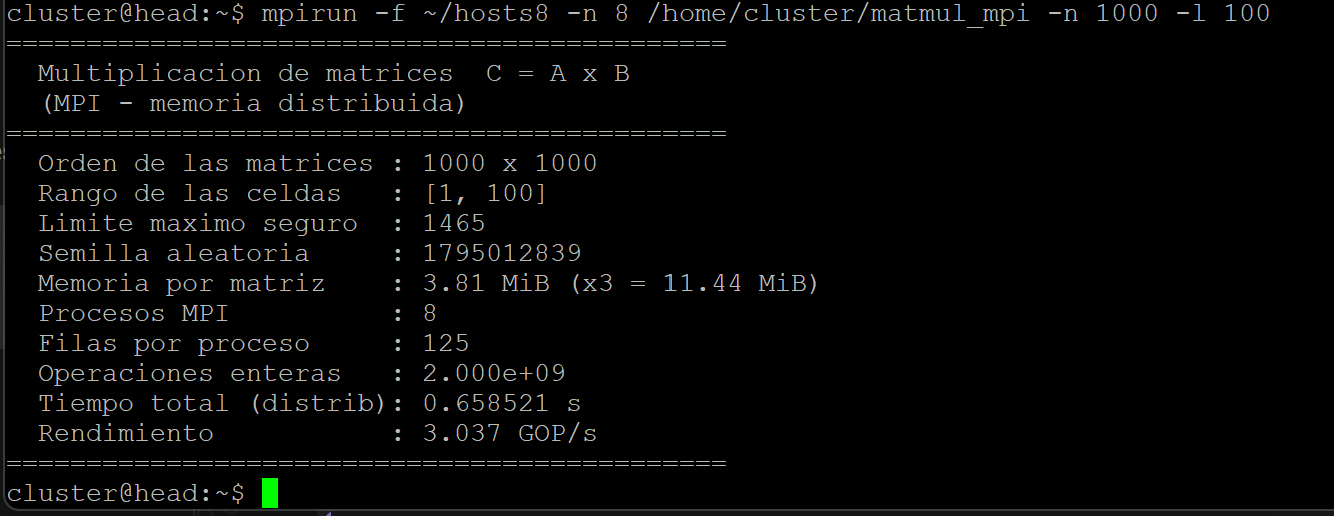 cluster@head:~$ mpirun -f ~/hosts8 -n 8 /home/cluster/matmul_mpi -n 1000 -l 100
=============================================
  Multiplicacion de matrices  C = A x B
  (MPI - memoria distribuida)
=============================================
  Orden de las matrices : 1000 x 1000
  Rango de las celdas   : [1, 100]
  Limite maximo seguro  : 1465
  Semilla aleatoria     : 1795012839
  Memoria por matriz    : 3.81 MiB (x3 = 11.44 MiB)
  Procesos MPI          : 8
  Filas por proceso     : 125
  Operaciones enteras   : 2.000e+09
  Tiempo total (distrib): 0.658521 s
  Rendimiento           : 3.037 GOP/s
=============================================
cluster@head:~$